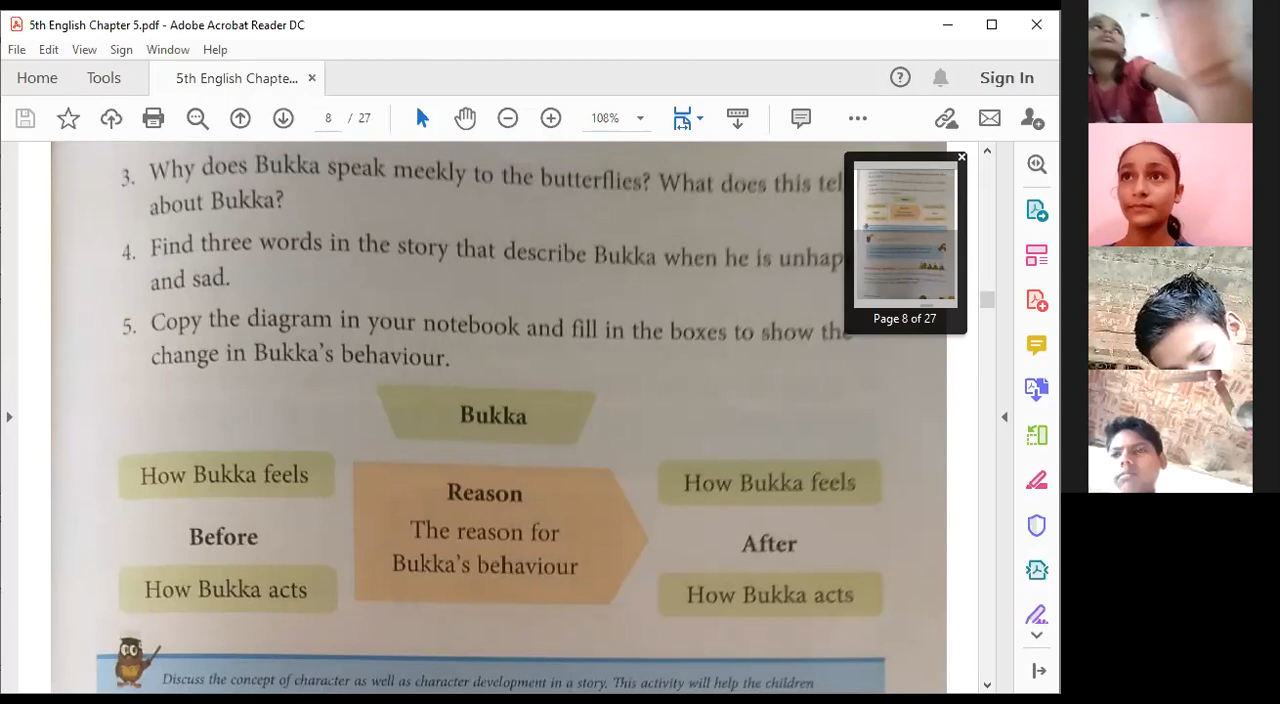 5th English Chapter 5.pdf - Adobe Acrobat Reader DC
File Edit View Sign Window Help
Home Tools 5th English Chapte... ×
Sign In
8 / 27
108%
3. Why does Bukka speak meekly to the butterflies? What does this tel
about Bukka?
4. Find three words in the story that describe Bukka when he is unhap
and sad.
5. Copy the diagram in your notebook and fill in the boxes to show the
change in Bukka's behaviour.
Page 8 of 27
Bukka
How Bukka feels
Before
How Bukka acts
Reason
The reason for
Bukka's behaviour
How Bukka feels
After
How Bukka acts
Discuss the concept of character as well as character development in a story. This activity will help the children